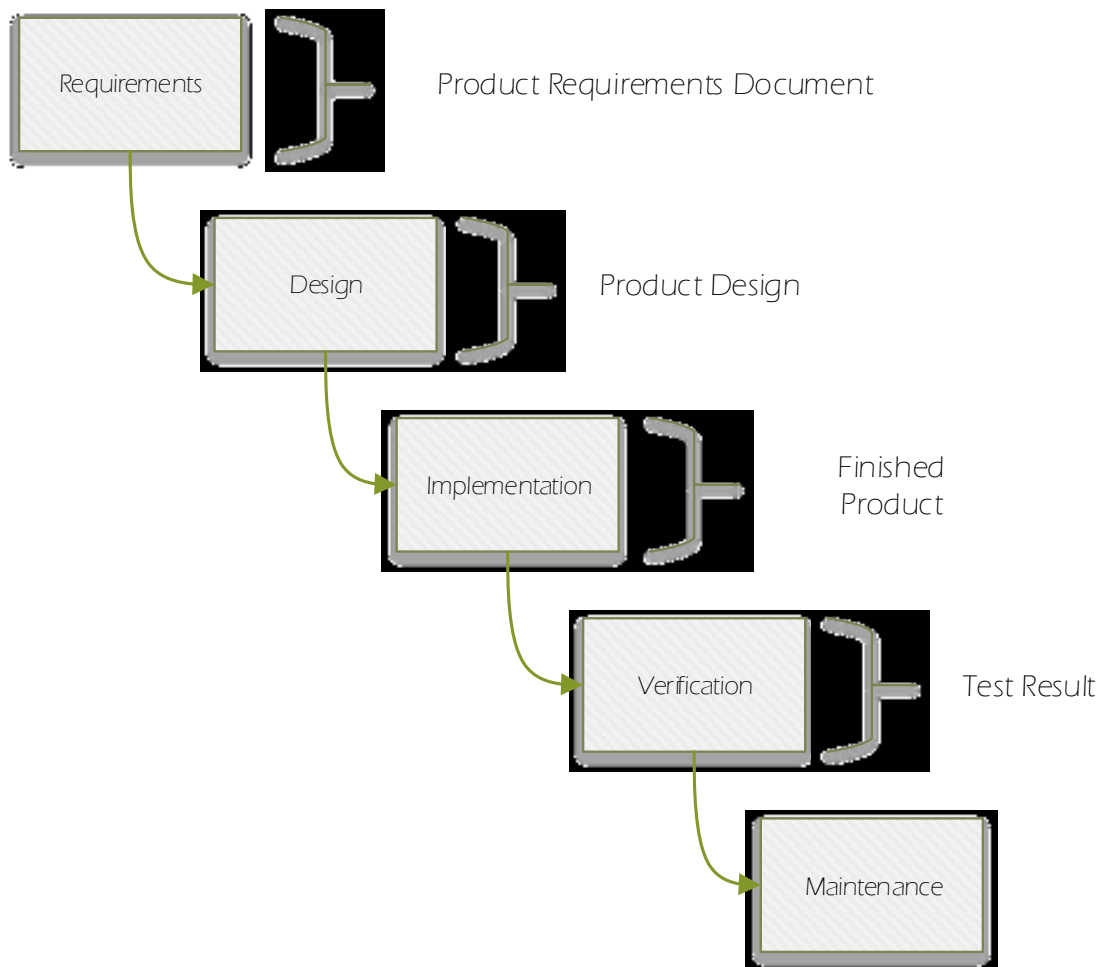 Requirements
Product Requirements Document
Design
Product Design
Implementation
Finished
Product
Verification
Test Result
Maintenance